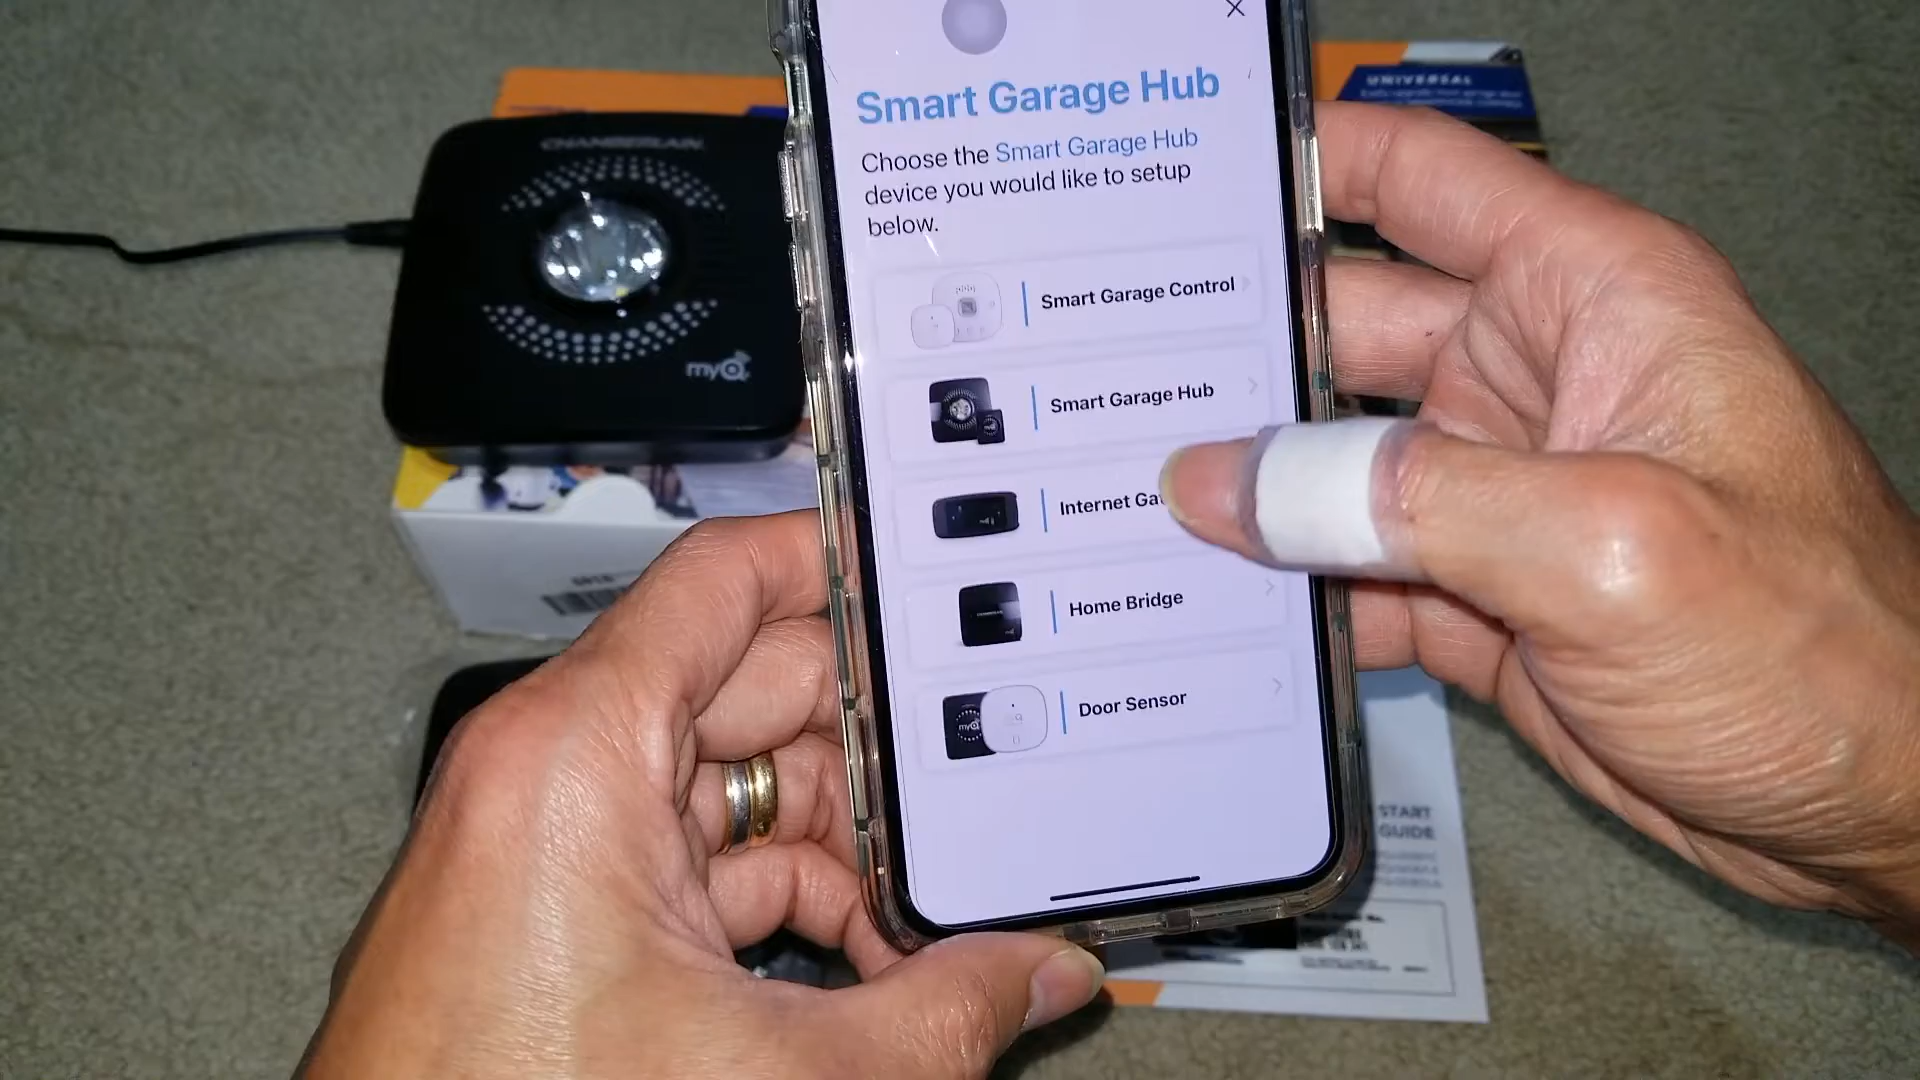 UNIVERSAL
CHAMBERLAIN
myQ
Smart Garage Hub
Choose the Smart Garage Hub
device you would like to setup
below.
Smart Garage Control
Smart Garage Hub
Internet Ga
Home Bridge
Door Sensor
START
GUIDE